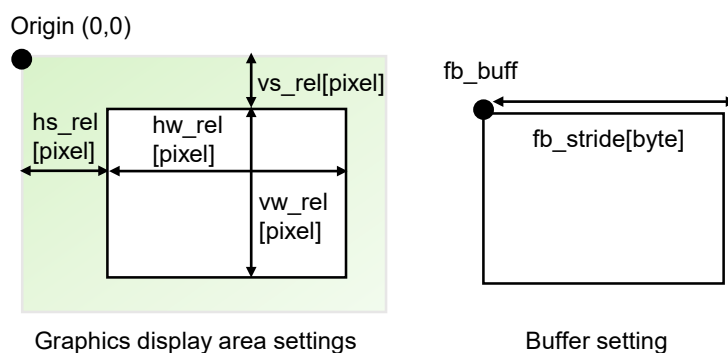 Origin (0,0)
vs_rel[pixel]
hs_rel
[pixel]
hw_rel
[pixel]
vw_rel
[pixel]
Graphics display area settings
fb_buff
fb_stride[byte]
Buffer setting